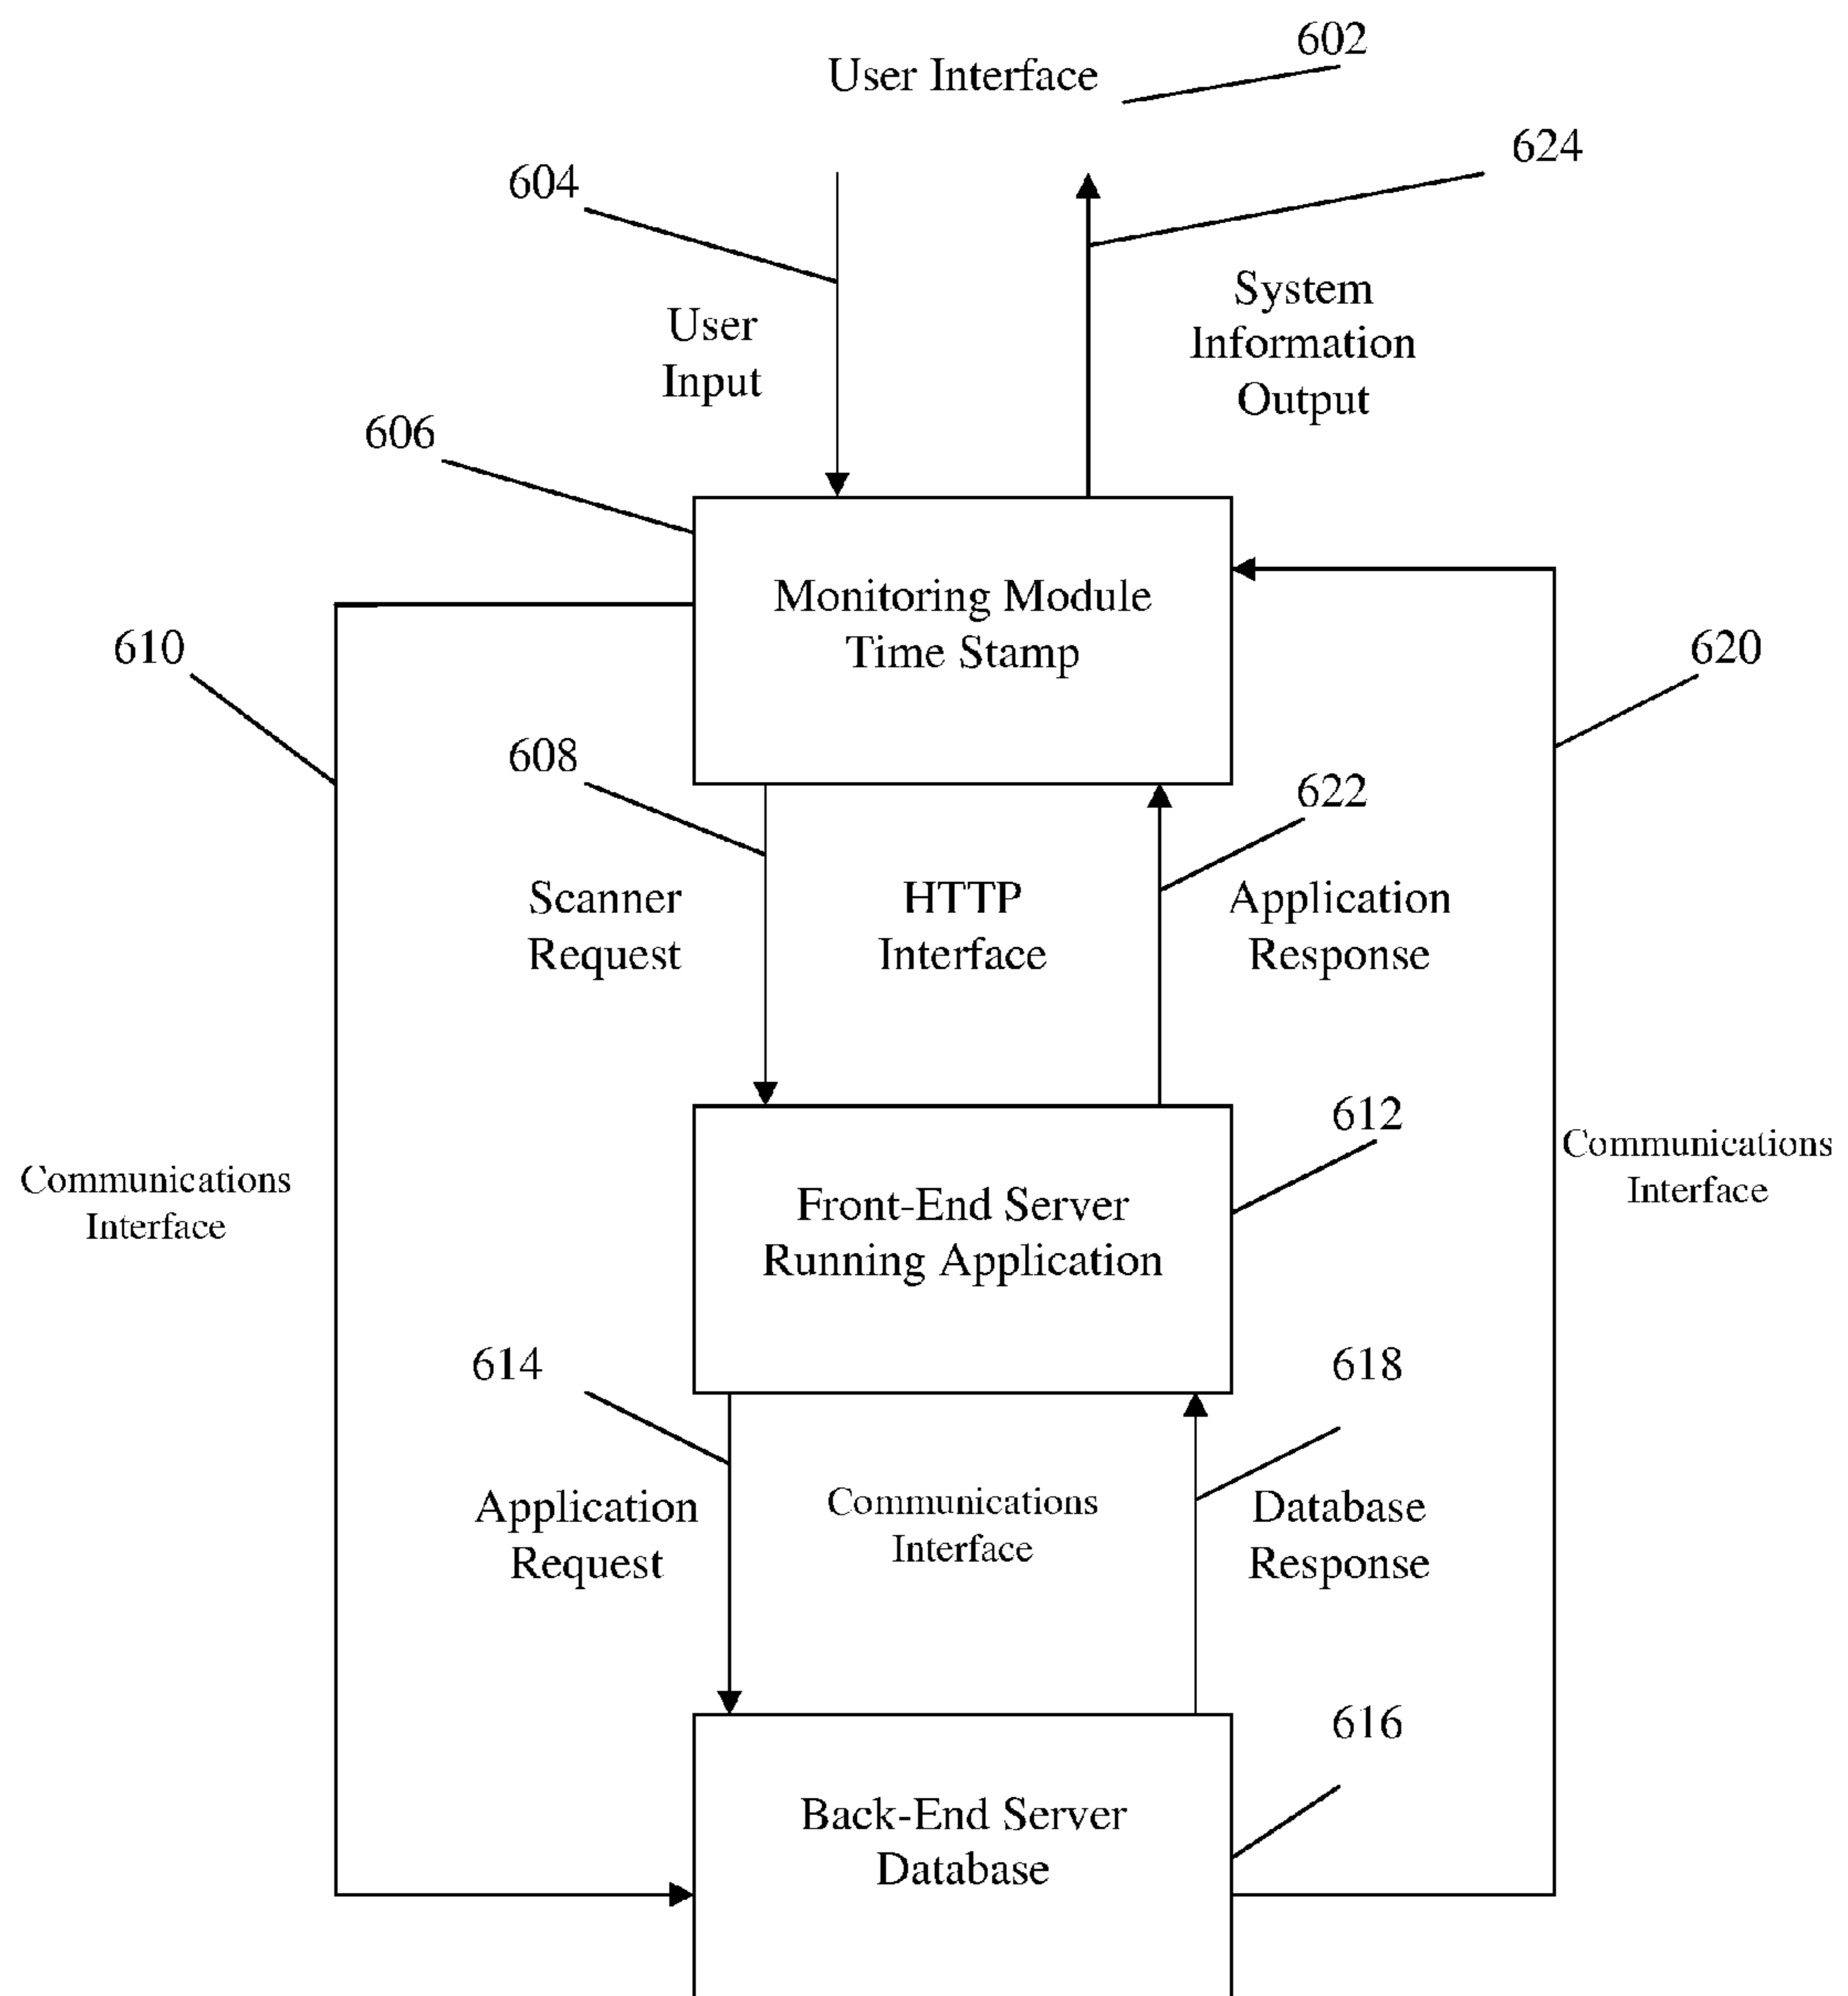 602
User Interface
624
604
System
Information
Output
User
Input
606
Monitoring Module
Time Stamp
610
620
608
622
Scanner
Request
HTTP
Interface
Application
Response
612
Communications
Interface
Communications
Interface
Front-End Server
Running Application
614
618
Application
Request
Communications
Interface
Database
Response
616
Back-End Server
Database